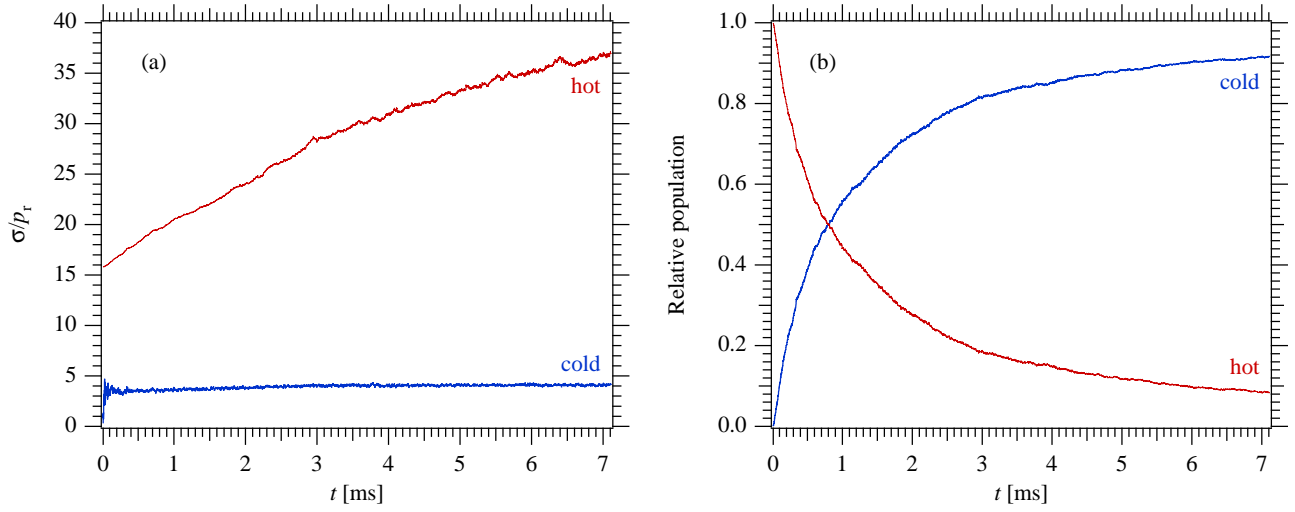 (a)
hot
cold
σ/pr
40
35
30
25
20
15
10
5
0
0 1 2 3 4 5 6 7
t [ms]
(b)
cold
hot
Relative population
1.0
0.8
0.6
0.4
0.2
0.0
0 1 2 3 4 5 6 7
t [ms]